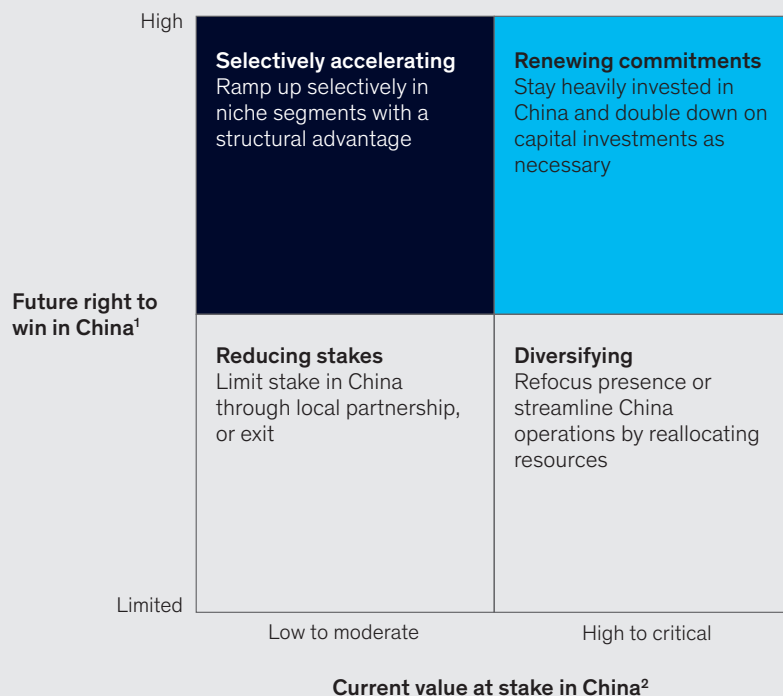 High
Selectively accelerating
Ramp up selectively in
niche segments with a
structural advantage
Renewing commitments
Stay heavily invested in
China and double down on
capital investments as
necessary
Future right to
win in China¹
Reducing stakes
Limit stake in China
through local partnership,
or exit
Diversifying
Refocus presence or
streamline China
operations by reallocating
resources
Limited
Low to moderate
High to critical
Current value at stake in China²